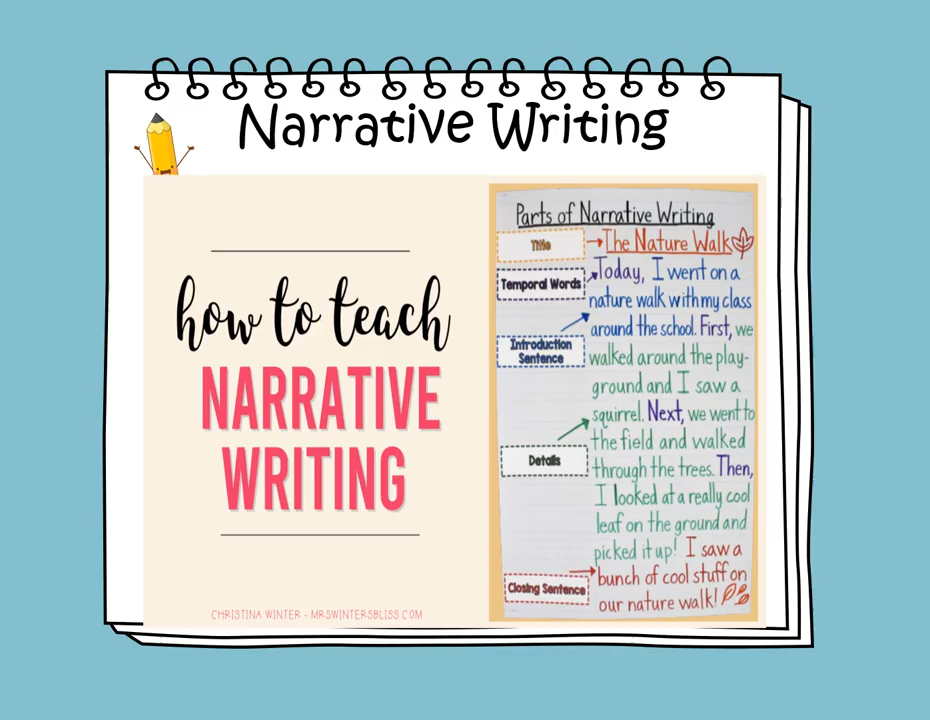 Narrative Writing
how to teach
NARRATIVE
WRITING
CHRISTINA WINTER - MRSWINTERSBLISS.COM
Parts of Narrative Writing
Title
The Nature Walk
Temporal Words
Today, I went on a
nature walk with my class
around the school. First, we
Introduction
Sentence
walked around the play-
ground and I saw a
squirrel. Next, we went to
the field and walked
Details
through the trees. Then,
I looked at a really cool
leaf on the ground and
picked it up! I saw a
Closing Sentence
bunch of cool stuff on
our nature walk!